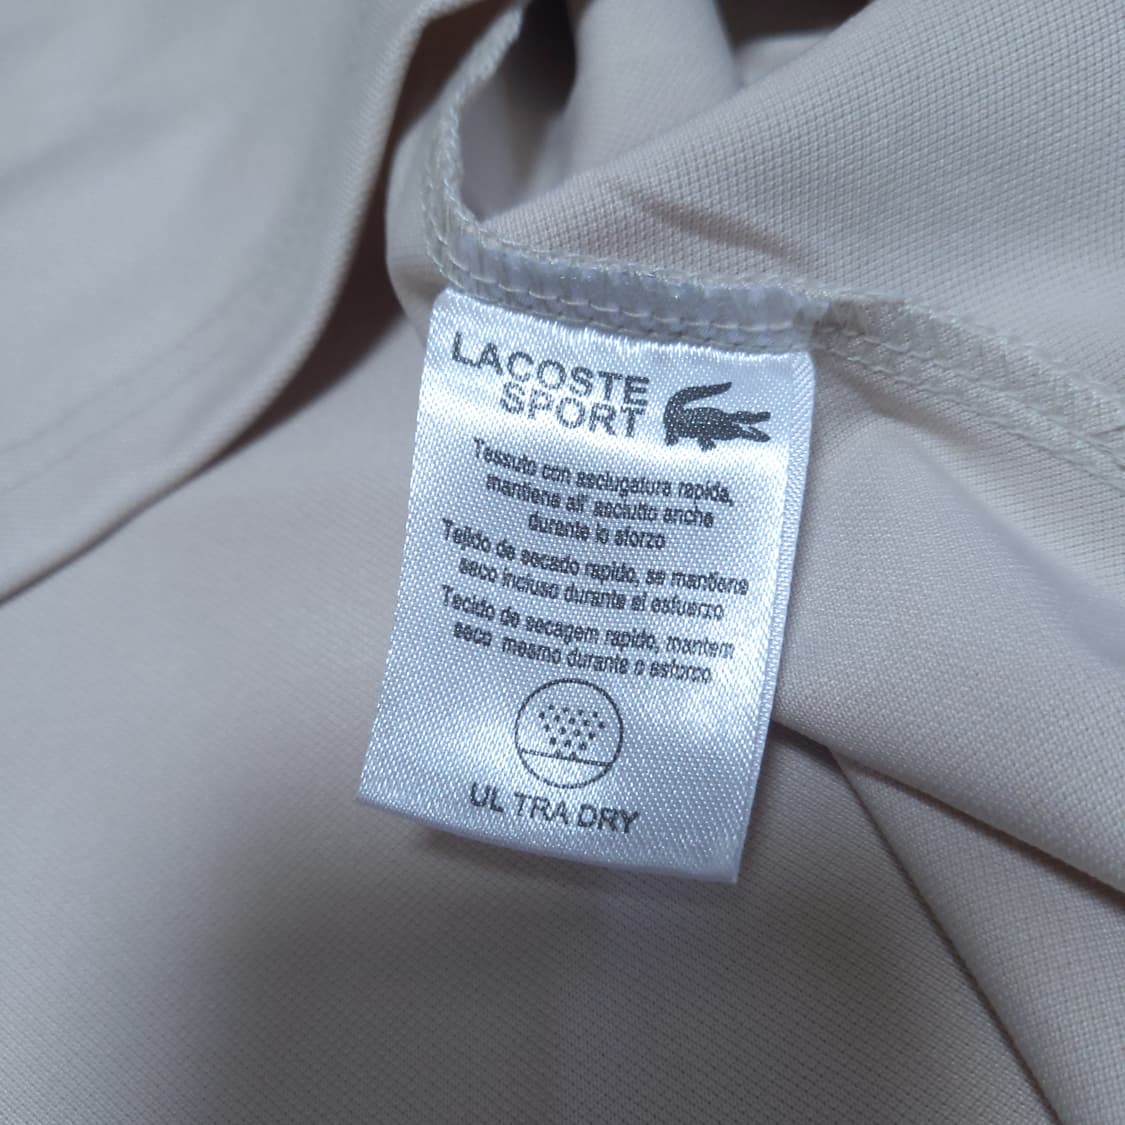 LACOSTE
SPORT
Tessuto con asciugatura rapida,
mantiene all' asciutto anche
durante lo sforzo
Tejido de secado rapido, se mantiene
seco incluso durante el esfuerzo
Tecido de secagem rapido, mantem
seco mesmo durante o esforzo
UL TRA DRY